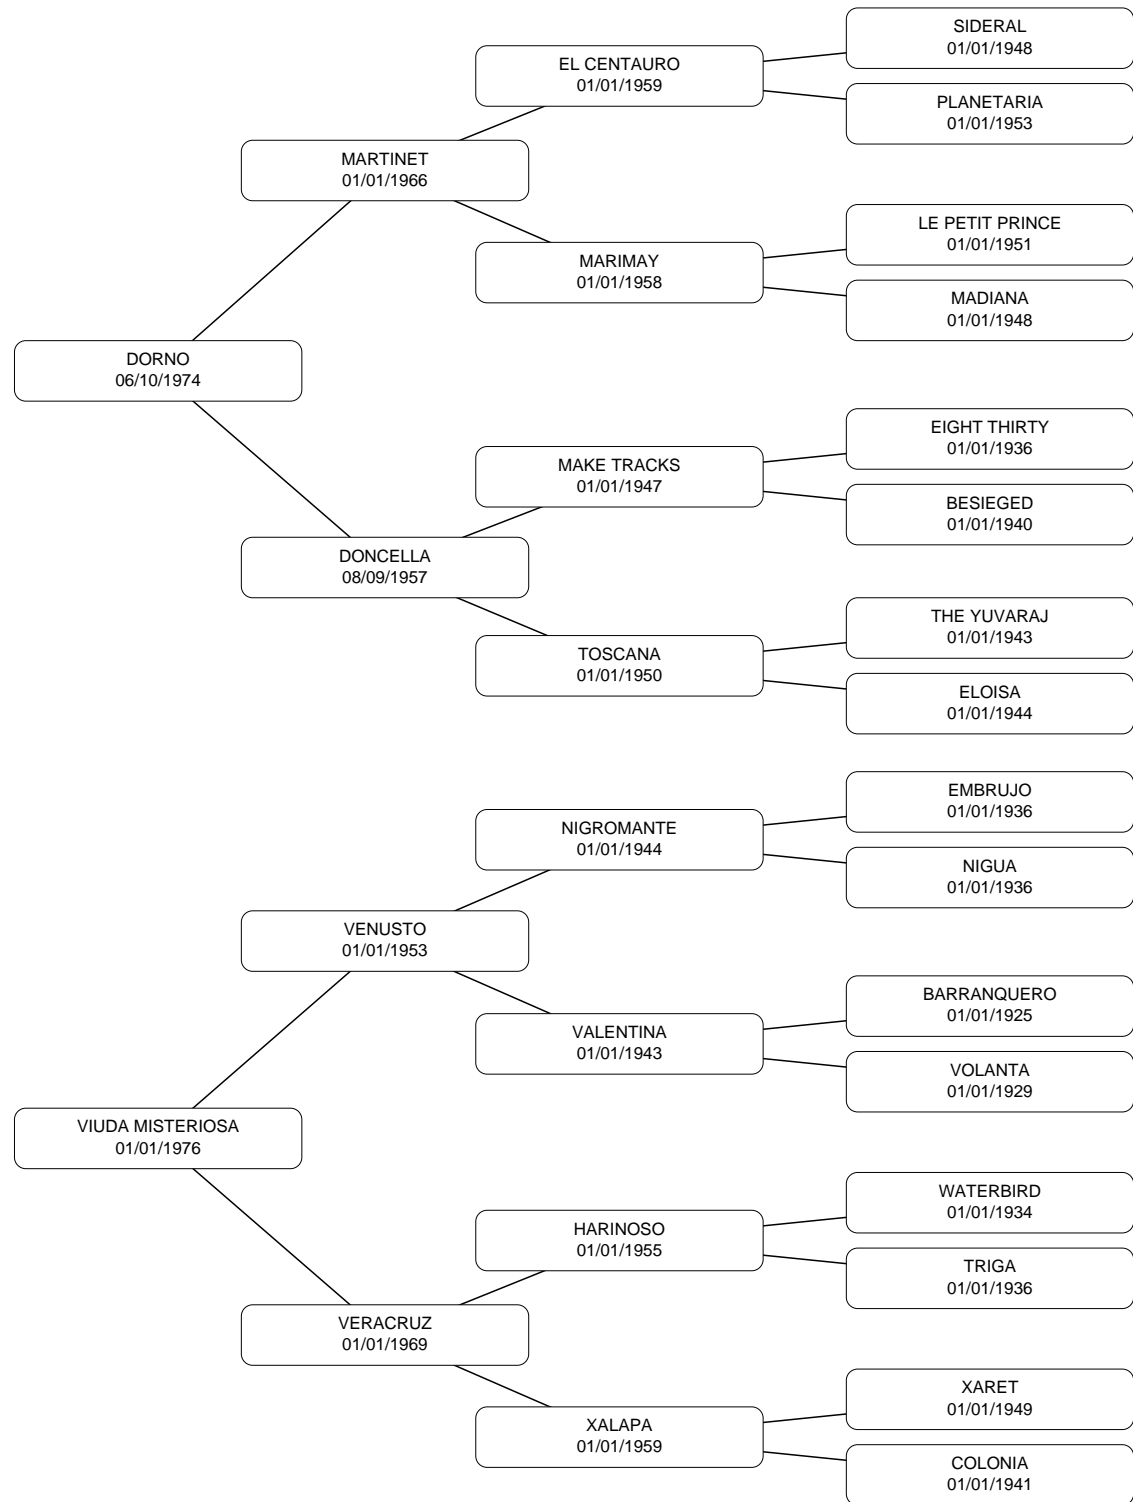 SIDERAL
01/01/1948
EL CENTAURO
01/01/1959
PLANETARIA
01/01/1953
MARTINET
01/01/1966
LE PETIT PRINCE
01/01/1951
MARIMAY
01/01/1958
MADIANA
01/01/1948
DORNO
06/10/1974
EIGHT THIRTY
01/01/1936
MAKE TRACKS
01/01/1947
BESIEGED
01/01/1940
DONCELLA
08/09/1957
THE YUVARAJ
01/01/1943
TOSCANA
01/01/1950
ELOISA
01/01/1944
EMBRUJO
01/01/1936
NIGROMANTE
01/01/1944
NIGUA
01/01/1936
VENUSTO
01/01/1953
BARRANQUERO
01/01/1925
VALENTINA
01/01/1943
VOLANTA
01/01/1929
VIUDA MISTERIOSA
01/01/1976
WATERBIRD
01/01/1934
HARINOSO
01/01/1955
TRIGA
01/01/1936
VERACRUZ
01/01/1969
XARET
01/01/1949
XALAPA
01/01/1959
COLONIA
01/01/1941